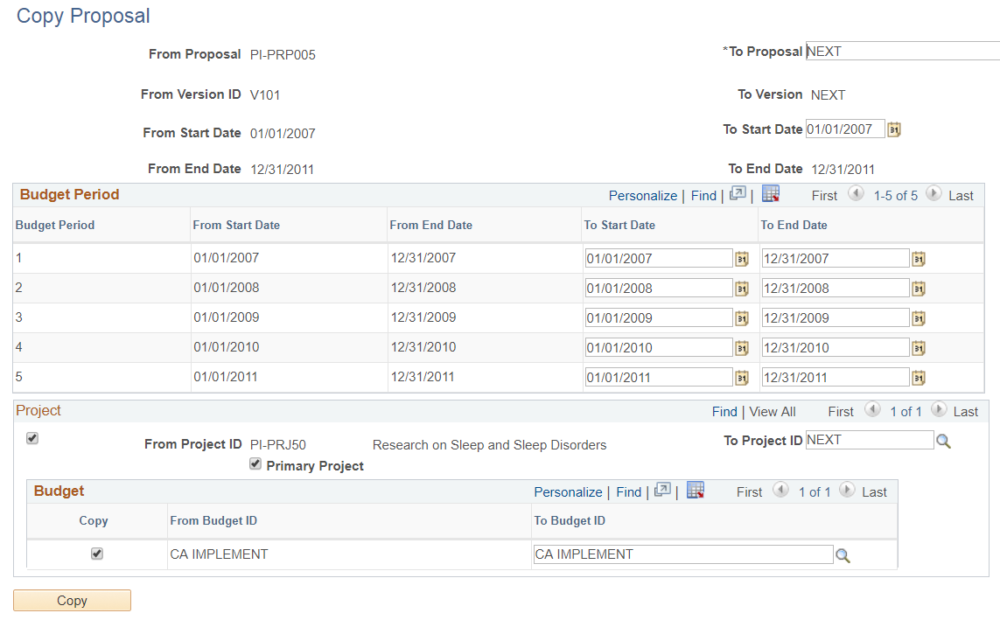 Copy Proposal
From Proposal PI-PRP005 *To Proposal NEXT
From Version ID V101 To Version NEXT
From Start Date 01/01/2007 To Start Date 01/01/2007
From End Date 12/31/2011 To End Date 12/31/2011
Budget Period Personalize | Find | | First 1-5 of 5 Last
Budget Period From Start Date From End Date To Start Date To End Date
1 01/01/2007 12/31/2007 01/01/2007 12/31/2007
2 01/01/2008 12/31/2008 01/01/2008 12/31/2008
3 01/01/2009 12/31/2009 01/01/2009 12/31/2009
4 01/01/2010 12/31/2010 01/01/2010 12/31/2010
5 01/01/2011 12/31/2011 01/01/2011 12/31/2011
Project Find | View All First 1 of 1 Last
From Project ID PI-PRJ50 Research on Sleep and Sleep Disorders To Project ID NEXT
Primary Project
Budget Personalize | Find | | First 1 of 1 Last
Copy From Budget ID To Budget ID
CA IMPLEMENT CA IMPLEMENT
Copy